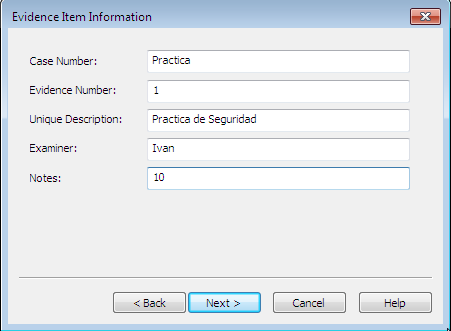 Evidence Item Information
Case Number: Practica
Evidence Number: 1
Unique Description: Practica de Seguridad
Examiner: Ivan
Notes: 10
< Back Next > Cancel Help